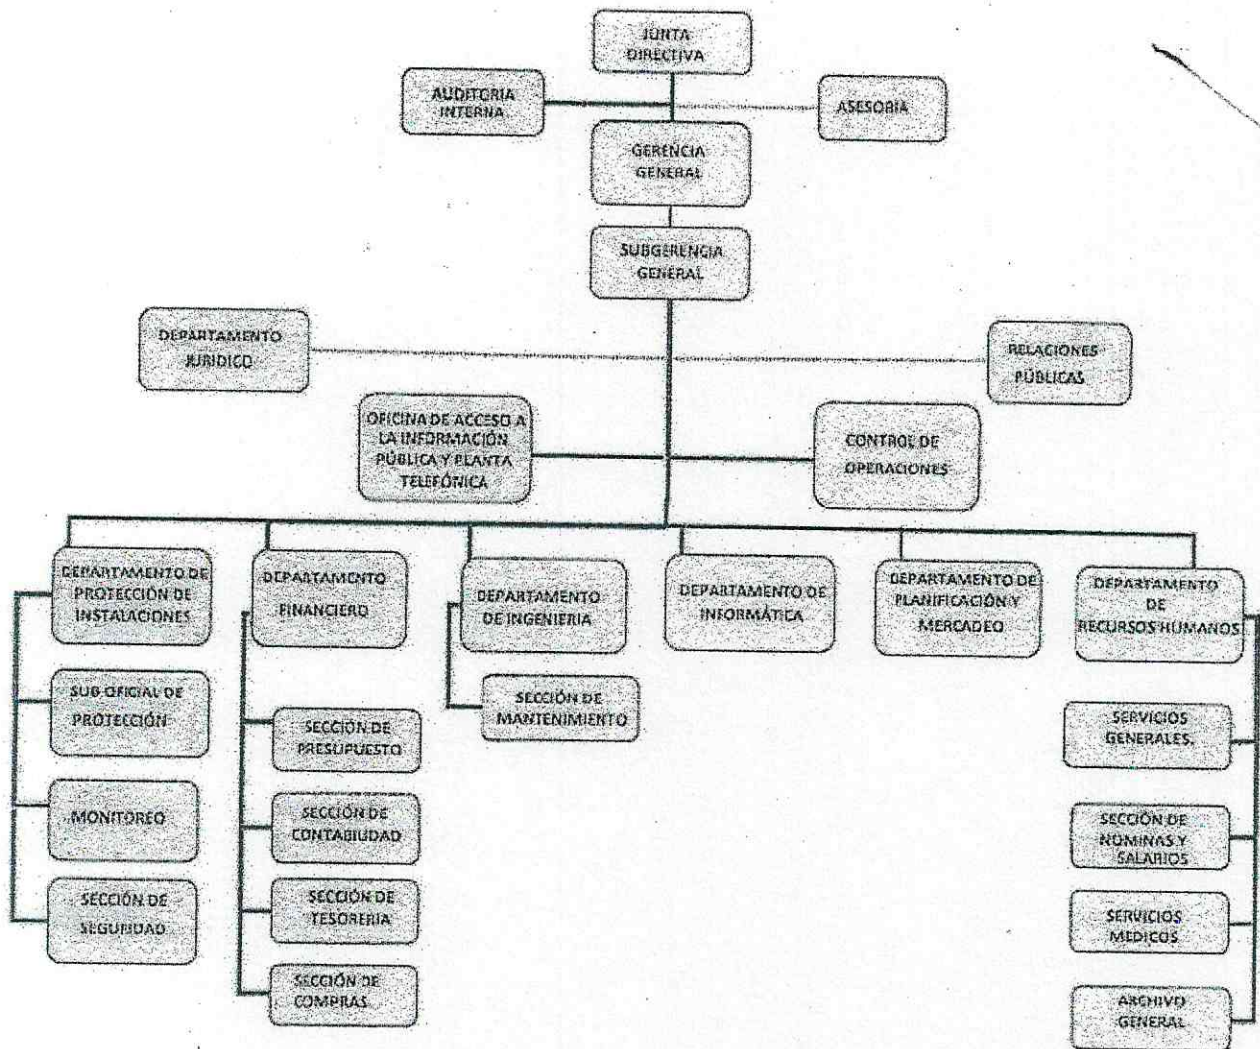 JUNTA
DIRECTIVA
AUDITORIA
INTERNA
ASESORÍA
GERENCIA
GENERAL
SUBGERENCIA
GENERAL
DEPARTAMENTO
JURIDICO
RELACIONES
PÚBLICAS
OFICINA DE ACCESO A
LA INFORMACIÓN
PÚBLICA Y PLANTA
TELEFÓNICA
CONTROL DE
OPERACIONES
DEPARTAMENTO DE
PROTECCIÓN DE
INSTALACIONES
DEPARTAMENTO
FINANCIERO
DEPARTAMENTO
DE INGENIERIA
DEPARTAMENTO DE
INFORMÁTICA
DEPARTAMENTO DE
PLANIFICACIÓN Y
MERCADEO
DEPARTAMENTO
DE
RECURSOS HUMANOS
SUB OFICIAL DE
PROTECCIÓN
MONITOREO
SECCIÓN DE
SEGURIDAD
SECCIÓN DE
PRESUPUESTO
SECCIÓN DE
CONTABILIDAD
SECCIÓN DE
TESORERIA
SECCIÓN DE
COMPRAS
SECCIÓN DE
MANTENIMIENTO
SERVICIOS
GENERALES.
SECCIÓN DE
NOMINAS Y
SALARIOS
SERVICIOS
MEDICOS
ARCHIVO
GENERAL